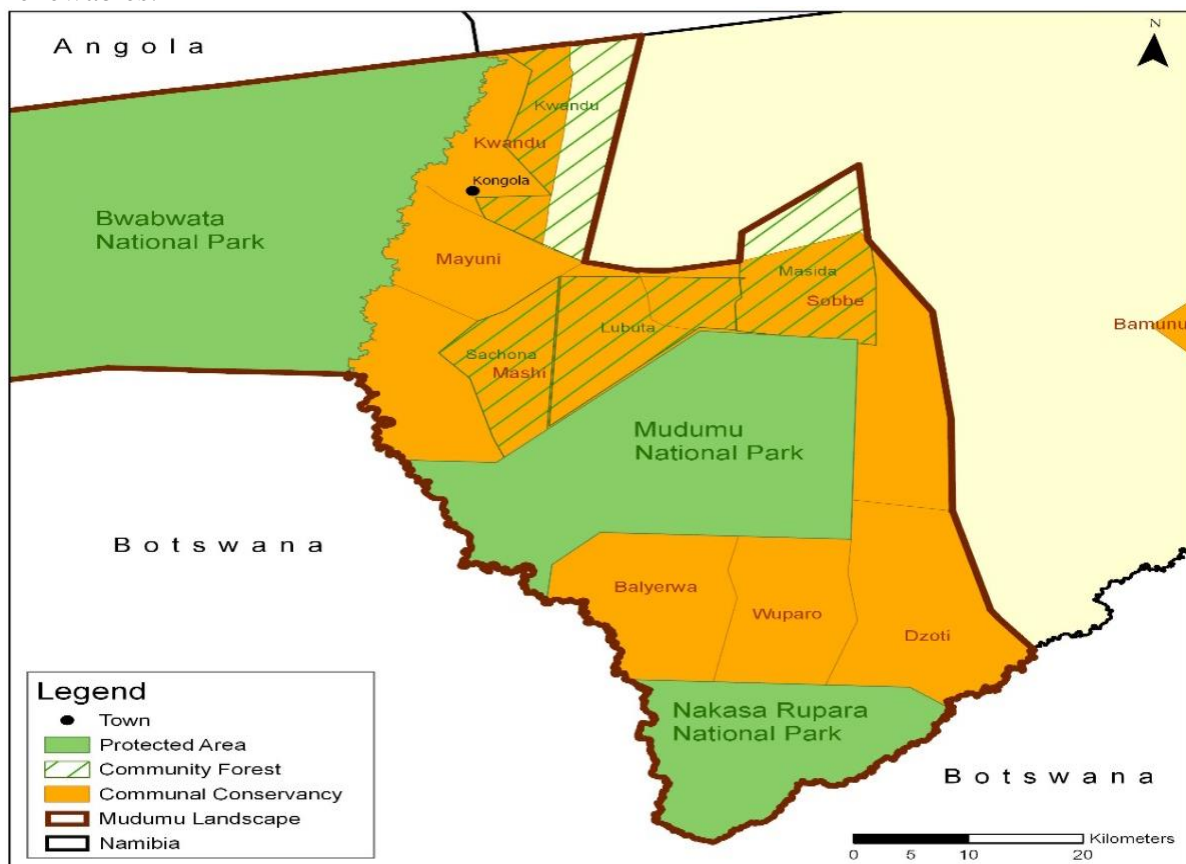 Angola
N
Kwandu
Kwandu
Kongola
Bwabwata
National Park
Mayuni
Masida
Sobbe
Bamunu
Lubuta
Sachona
Mashi
Mudumu
National Park
Botswana
Balyerwa
Wuparo
Dzoti
Nakasa Rupara
National Park
Botswana
Legend
Town
Protected Area
Community Forest
Communal Conservancy
Mudumu Landscape
Namibia
Kilometers
0 5 10 20